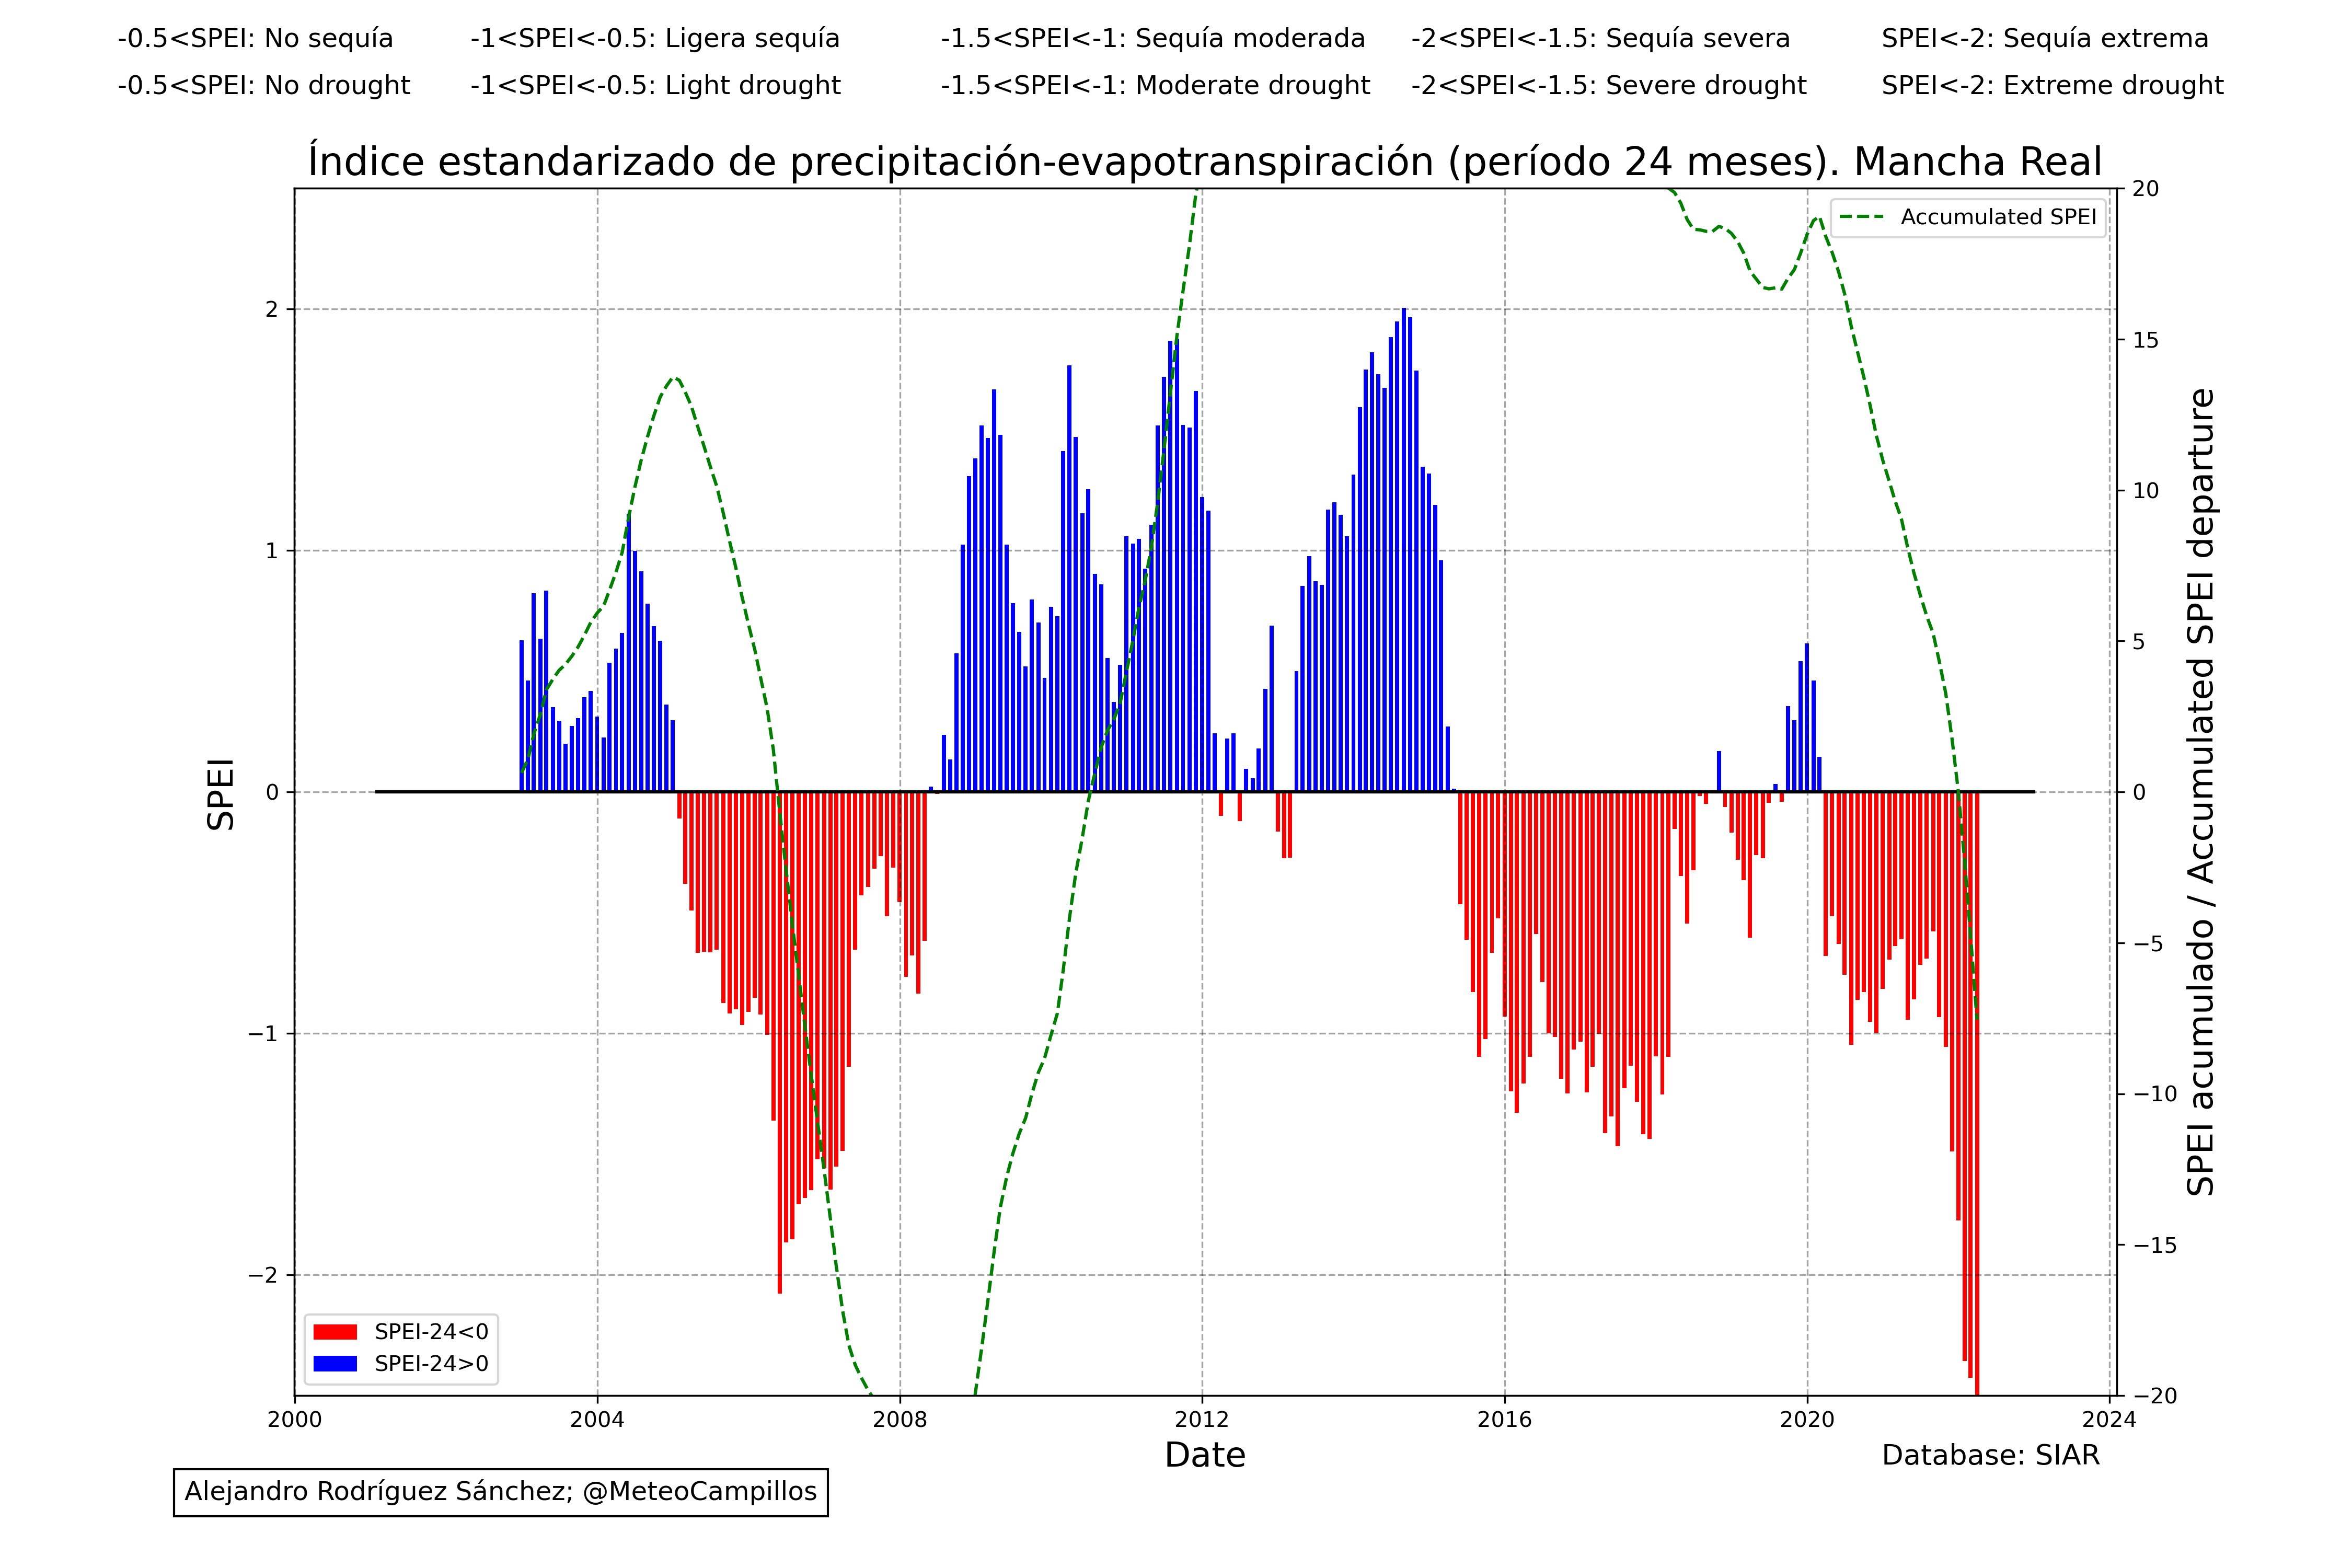 -0.5<SPEI: No sequía -1<SPEI<-0.5: Ligera sequía -1.5<SPEI<-1: Sequía moderada -2<SPEI<-1.5: Sequía severa SPEI<-2: Sequía extrema
-0.5<SPEI: No drought -1<SPEI<-0.5: Light drought -1.5<SPEI<-1: Moderate drought -2<SPEI<-1.5: Severe drought SPEI<-2: Extreme drought
Índice estandarizado de precipitación-evapotranspiración (período 24 meses). Mancha Real
Accumulated SPEI
SPEI
2
1
0
−1
−2
20
15
10
5
0
−5
−10
−15
−20
SPEI acumulado / Accumulated SPEI departure
SPEI-24<0
SPEI-24>0
2000 2004 2008 2012 2016 2020 2024
Date
Database: SIAR
Alejandro Rodríguez Sánchez; @MeteoCampillos